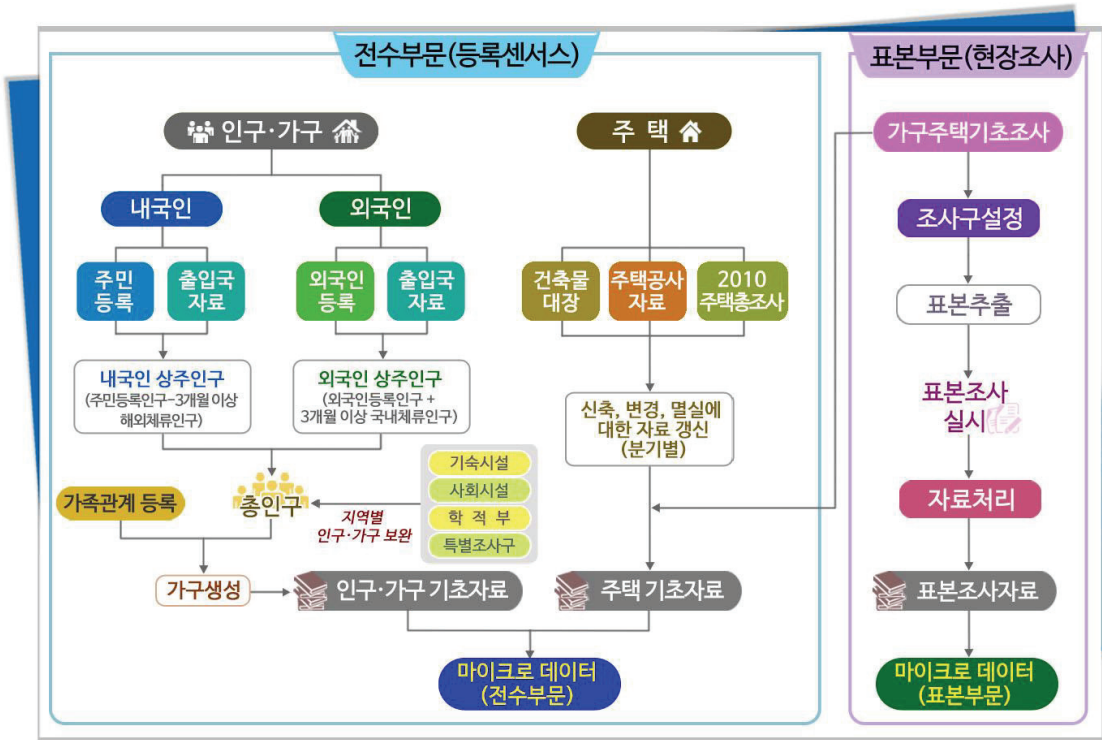 전수부문(등록센서스)
인구·가구
주 택
내국인
외국인
주민
등록
출입국
자료
외국인
등록
출입국
자료
건축물
대장
주택공사
자료
2010
주택총조사
내국인 상주인구
(주민등록인구-3개월 이상
해외체류인구)
외국인 상주인구
(외국인등록인구 +
3개월 이상 국내체류인구)
신축, 변경, 멸실에
대한 자료 갱신
(분기별)
가족관계 등록
총인구
지역별
인구·가구 보완
기숙시설
사회시설
학 적 부
특별조사구
가구생성
인구·가구 기초자료
주택 기초자료
마이크로 데이터
(전수부문)
표본부문(현장조사)
가구주택기초조사
조사구설정
표본추출
표본조사
실시
자료처리
표본조사자료
마이크로 데이터
(표본부문)